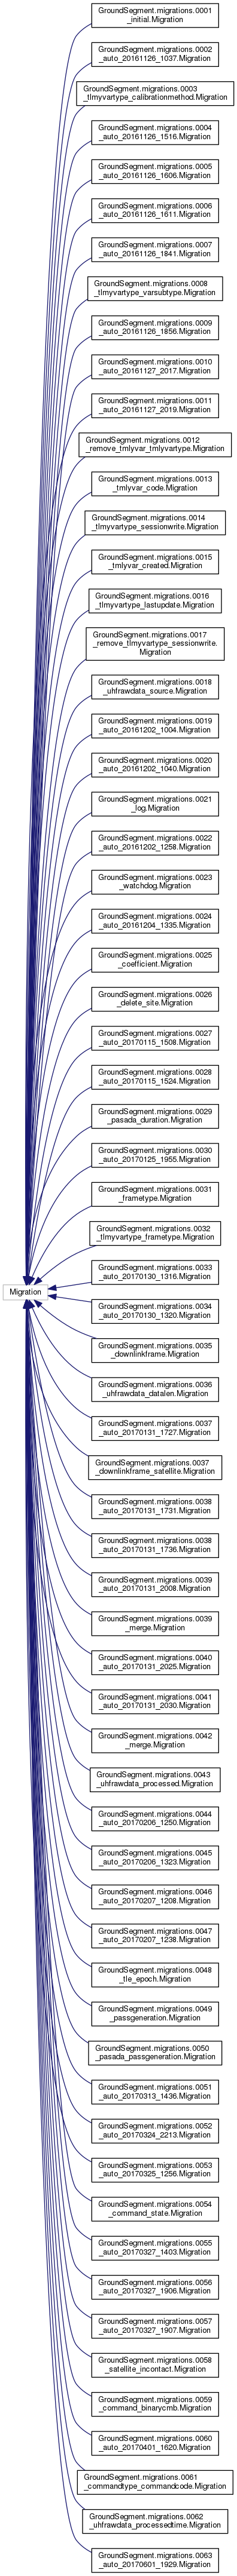 GroundSegment.migrations.0001
_initial.Migration
GroundSegment.migrations.0002
_auto_20161126_1037.Migration
GroundSegment.migrations.0003
_tlmyvartype_calibrationmethod.Migration
GroundSegment.migrations.0004
_auto_20161126_1516.Migration
GroundSegment.migrations.0005
_auto_20161126_1606.Migration
GroundSegment.migrations.0006
_auto_20161126_1611.Migration
GroundSegment.migrations.0007
_auto_20161126_1841.Migration
GroundSegment.migrations.0008
_tlmyvartype_varsubtype.Migration
GroundSegment.migrations.0009
_auto_20161126_1856.Migration
GroundSegment.migrations.0010
_auto_20161127_2017.Migration
GroundSegment.migrations.0011
_auto_20161127_2019.Migration
GroundSegment.migrations.0012
_remove_tmlyvar_tmlyvartype.Migration
GroundSegment.migrations.0013
_tmlyvar_code.Migration
GroundSegment.migrations.0014
_tlmyvartype_sessionwrite.Migration
GroundSegment.migrations.0015
_tmlyvar_created.Migration
GroundSegment.migrations.0016
_tlmyvartype_lastupdate.Migration
GroundSegment.migrations.0017
_remove_tlmyvartype_sessionwrite.
Migration
GroundSegment.migrations.0018
_uhfrawdata_source.Migration
GroundSegment.migrations.0019
_auto_20161202_1004.Migration
GroundSegment.migrations.0020
_auto_20161202_1040.Migration
GroundSegment.migrations.0021
_log.Migration
GroundSegment.migrations.0022
_auto_20161202_1258.Migration
GroundSegment.migrations.0023
_watchdog.Migration
GroundSegment.migrations.0024
_auto_20161204_1335.Migration
GroundSegment.migrations.0025
_coefficient.Migration
GroundSegment.migrations.0026
_delete_site.Migration
GroundSegment.migrations.0027
_auto_20170115_1508.Migration
GroundSegment.migrations.0028
_auto_20170115_1524.Migration
GroundSegment.migrations.0029
_pasada_duration.Migration
GroundSegment.migrations.0030
_auto_20170125_1955.Migration
GroundSegment.migrations.0031
_frametype.Migration
GroundSegment.migrations.0032
_tlmyvartype_frametype.Migration
GroundSegment.migrations.0033
_auto_20170130_1316.Migration
Migration
GroundSegment.migrations.0034
_auto_20170130_1320.Migration
GroundSegment.migrations.0035
_downlinkframe.Migration
GroundSegment.migrations.0036
_uhfrawdata_datalen.Migration
GroundSegment.migrations.0037
_auto_20170131_1727.Migration
GroundSegment.migrations.0037
_downlinkframe_satellite.Migration
GroundSegment.migrations.0038
_auto_20170131_1731.Migration
GroundSegment.migrations.0038
_auto_20170131_1736.Migration
GroundSegment.migrations.0039
_auto_20170131_2008.Migration
GroundSegment.migrations.0039
_merge.Migration
GroundSegment.migrations.0040
_auto_20170131_2025.Migration
GroundSegment.migrations.0041
_auto_20170131_2030.Migration
GroundSegment.migrations.0042
_merge.Migration
GroundSegment.migrations.0043
_uhfrawdata_processed.Migration
GroundSegment.migrations.0044
_auto_20170206_1250.Migration
GroundSegment.migrations.0045
_auto_20170206_1323.Migration
GroundSegment.migrations.0046
_auto_20170207_1208.Migration
GroundSegment.migrations.0047
_auto_20170207_1238.Migration
GroundSegment.migrations.0048
_tle_epoch.Migration
GroundSegment.migrations.0049
_passgeneration.Migration
GroundSegment.migrations.0050
_pasada_passgeneration.Migration
GroundSegment.migrations.0051
_auto_20170313_1436.Migration
GroundSegment.migrations.0052
_auto_20170324_2213.Migration
GroundSegment.migrations.0053
_auto_20170325_1256.Migration
GroundSegment.migrations.0054
_command_state.Migration
GroundSegment.migrations.0055
_auto_20170327_1403.Migration
GroundSegment.migrations.0056
_auto_20170327_1906.Migration
GroundSegment.migrations.0057
_auto_20170327_1907.Migration
GroundSegment.migrations.0058
_satellite_incontact.Migration
GroundSegment.migrations.0059
_command_binarycmb.Migration
GroundSegment.migrations.0060
_auto_20170401_1620.Migration
GroundSegment.migrations.0061
_commandtype_commandcode.Migration
GroundSegment.migrations.0062
_uhfrawdata_processedtime.Migration
GroundSegment.migrations.0063
_auto_20170601_1929.Migration